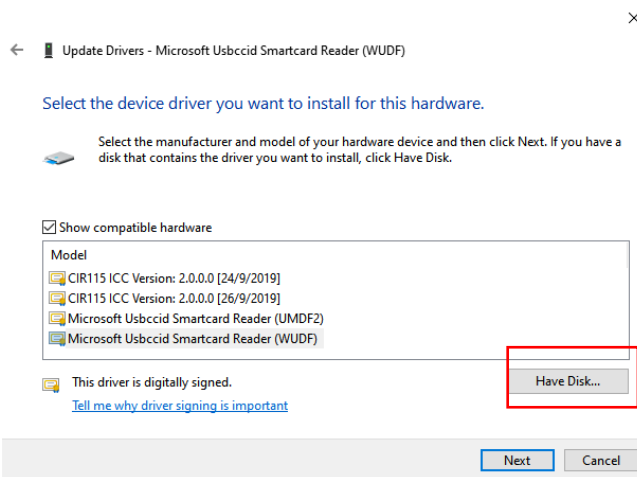 Update Drivers - Microsoft Usbccid Smartcard Reader (WUDF)
Select the device driver you want to install for this hardware.
Select the manufacturer and model of your hardware device and then click Next. If you have a
disk that contains the driver you want to install, click Have Disk.
Show compatible hardware
Model
CIR115 ICC Version: 2.0.0.0 [24/9/2019]
CIR115 ICC Version: 2.0.0.0 [26/9/2019]
Microsoft Usbccid Smartcard Reader (UMDF2)
Microsoft Usbccid Smartcard Reader (WUDF)
This driver is digitally signed.
Have Disk...
Tell me why driver signing is important
Next
Cancel